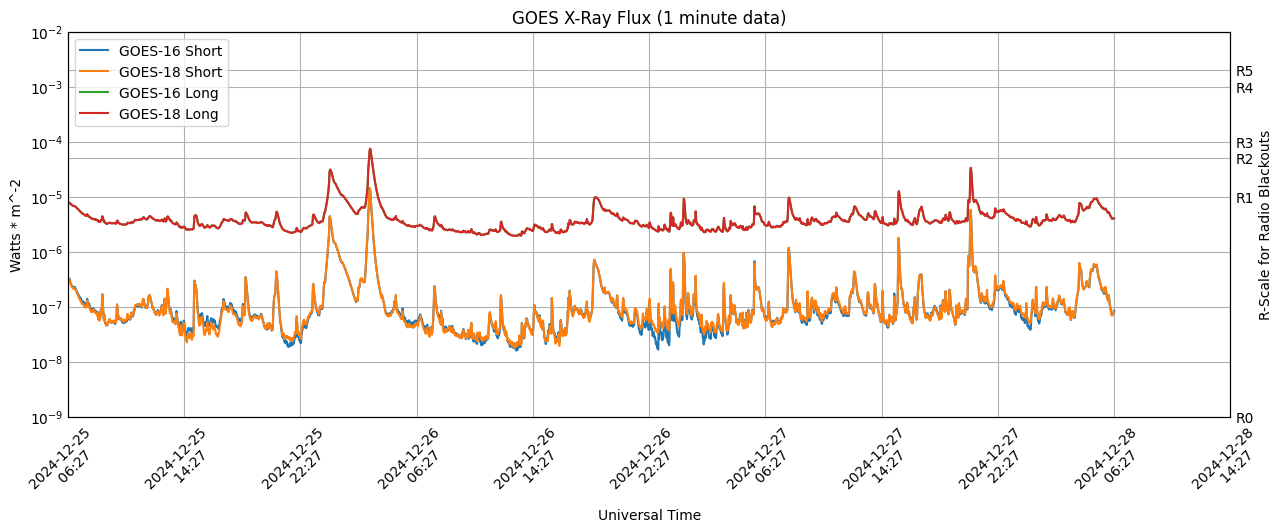 GOES X-Ray Flux (1 minute data)
GOES-16 Short
GOES-18 Short
GOES-16 Long
GOES-18 Long
Watts * m^-2
10^-2
10^-3
10^-4
10^-5
10^-6
10^-7
10^-8
10^-9
R5
R4
R3
R2
R1
R0
R-Scale for Radio Blackouts
2024-12-25
06:27
2024-12-25
14:27
2024-12-25
22:27
2024-12-26
06:27
2024-12-26
14:27
2024-12-26
22:27
2024-12-27
06:27
2024-12-27
14:27
2024-12-27
22:27
2024-12-28
06:27
2024-12-28
14:27
Universal Time